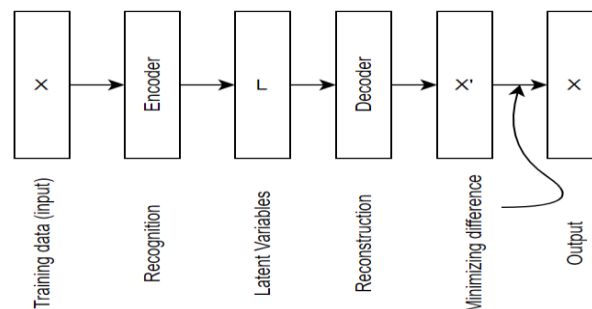 X
Encoder
L
Decoder
X'
X
Training data (input)
Recognition
Latent Variables
Reconstruction
Minimizing difference
Output